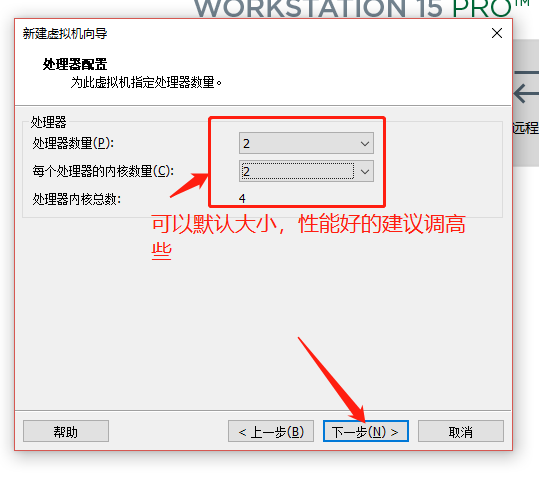 WORKSTATION 15 PRO™
新建虚拟机向导
处理器配置
为此虚拟机指定处理器数量。
处理器
处理器数量(P): 2
每个处理器的内核数量(C): 2
处理器内核总数: 4
可以默认大小，性能好的建议调高
些
远程
帮助 < 上一步(B) 下一步(N) > 取消